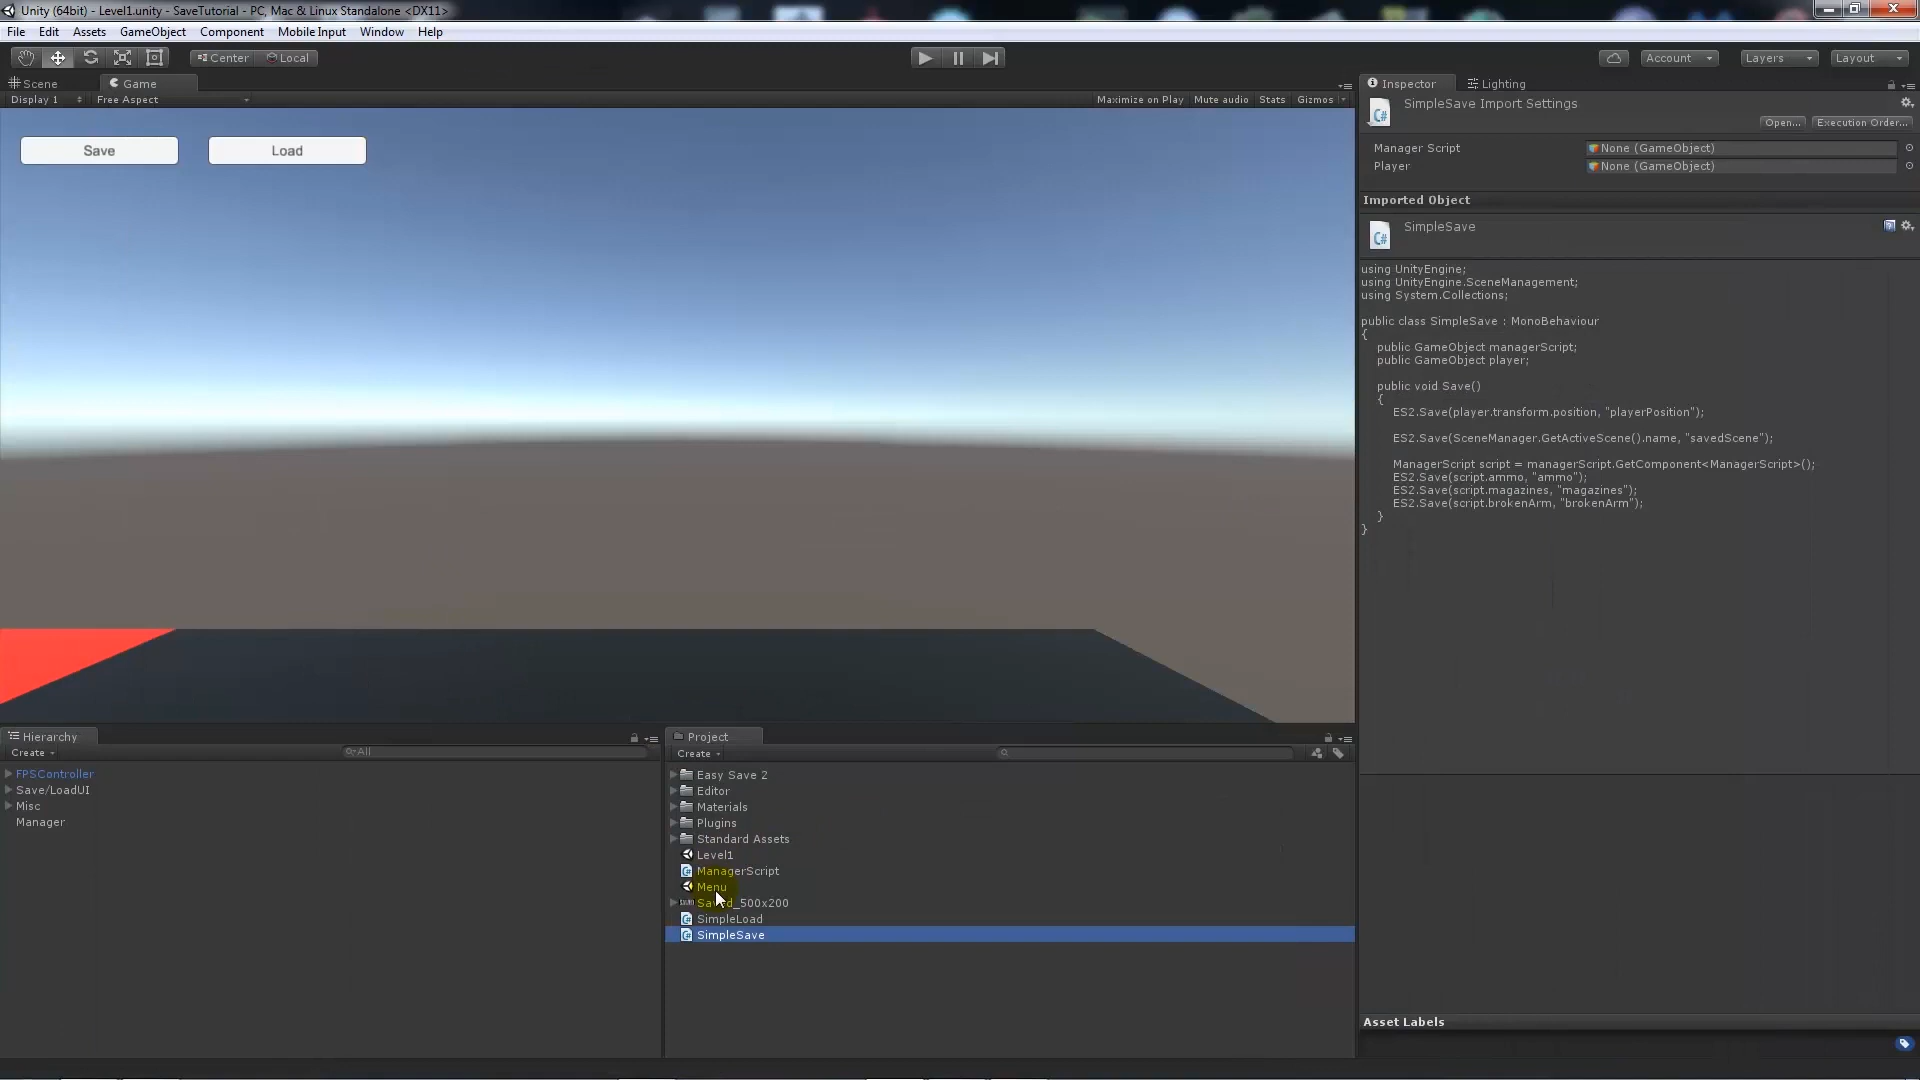 Unity (64bit) - Level1.unity - SaveTutorial - PC, Mac & Linux Standalone <DX11>
File Edit Assets GameObject Component Mobile Input Window Help
Center Local Account Layers Layout
Scene Game
Display 1 Free Aspect Maximize on Play Mute audio Stats Gizmos
Save Load
Inspector Lighting
SimpleSave Import Settings
Open... Execution Order...
Manager Script None (GameObject)
Player None (GameObject)
Imported Object
SimpleSave
using UnityEngine;
using UnityEngine.SceneManagement;
using System.Collections;
public class SimpleSave : MonoBehaviour
{
public GameObject managerScript;
public GameObject player;
public void Save()
{
ES2.Save(player.transform.position, "playerPosition");
ES2.Save(SceneManager.GetActiveScene().name, "savedScene");
ManagerScript script = managerScript.GetComponent<ManagerScript>();
ES2.Save(script.ammo, "ammo");
ES2.Save(script.magazines, "magazines");
ES2.Save(script.brokenArm, "brokenArm");
}
}
Asset Labels
Hierarchy
Create All
FPSController
Save/LoadUI
Misc
Manager
Project
Create
Easy Save 2
Editor
Materials
Plugins
Standard Assets
Level1
ManagerScript
Menu
Saved_500x200
SimpleLoad
SimpleSave